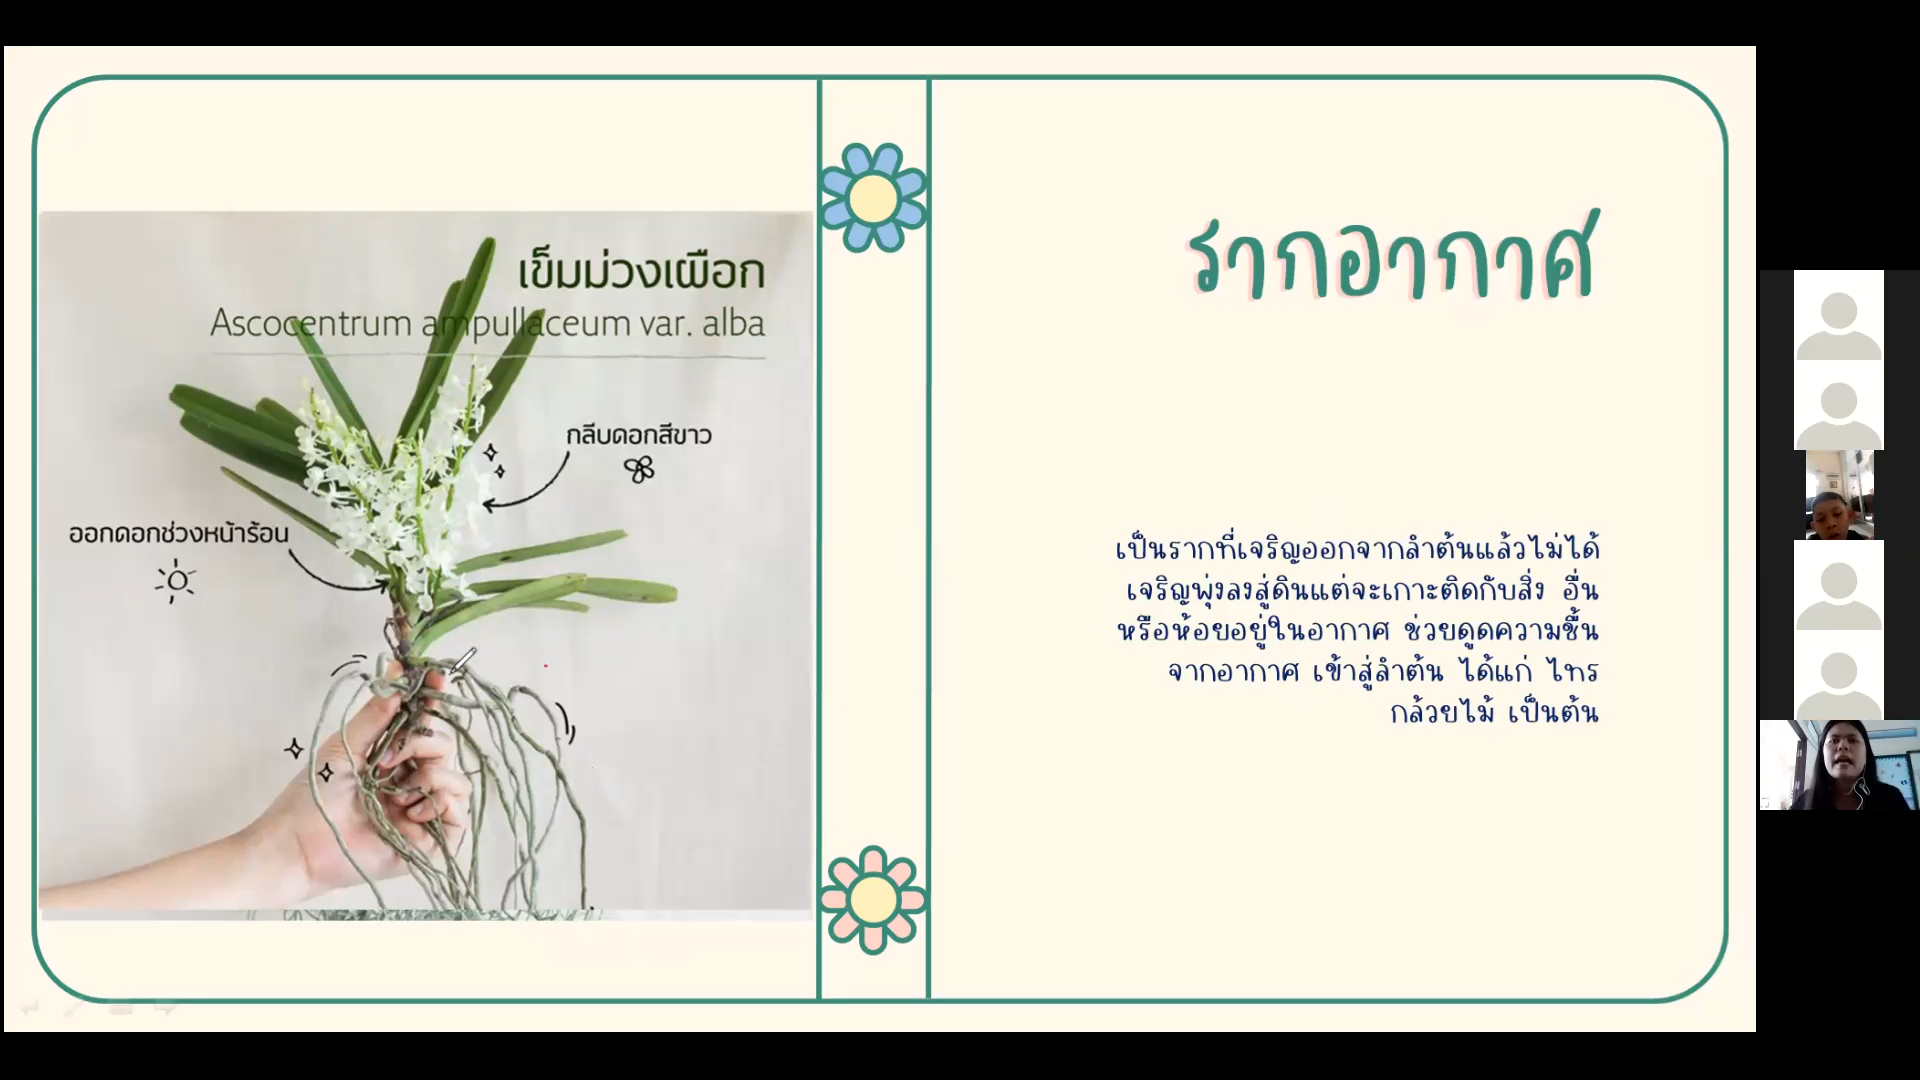 เข็มม่วงเผือก
Ascocentrum ampullaceum var. alba
กลีบดอกสีขาว
ออกดอกช่วงหน้าร้อน
รากอากาศ
เป็นรากที่เจริญออกจากลำต้นแล้วไม่ได้
เจริญพุ่งลงสู่ดินแต่จะเกาะติดกับสิ่ง อื่น
หรือห้อยอยู่ในอากาศ ช่วยดูดความชื้น
จากอากาศ เข้าสู่ลำต้น ได้แก่ ไทร
กล้วยไม้ เป็นต้น